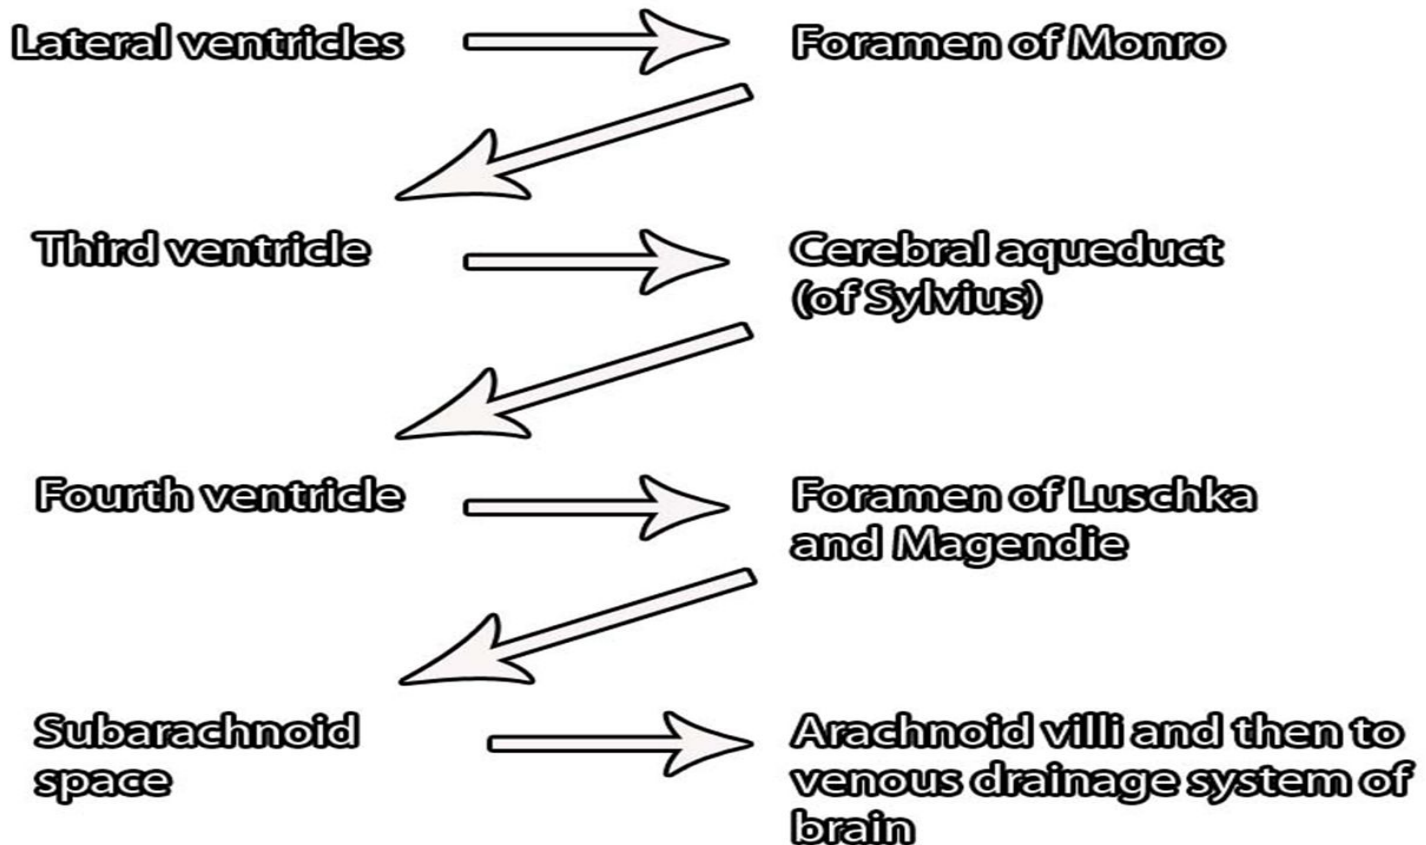 Lateral ventricles
Foramen of Monro
Third ventricle
Cerebral aqueduct
(of Sylvius)
Fourth ventricle
Foramen of Luschka
and Magendie
Subarachnoid
space
Arachnoid villi and then to
venous drainage system of
brain